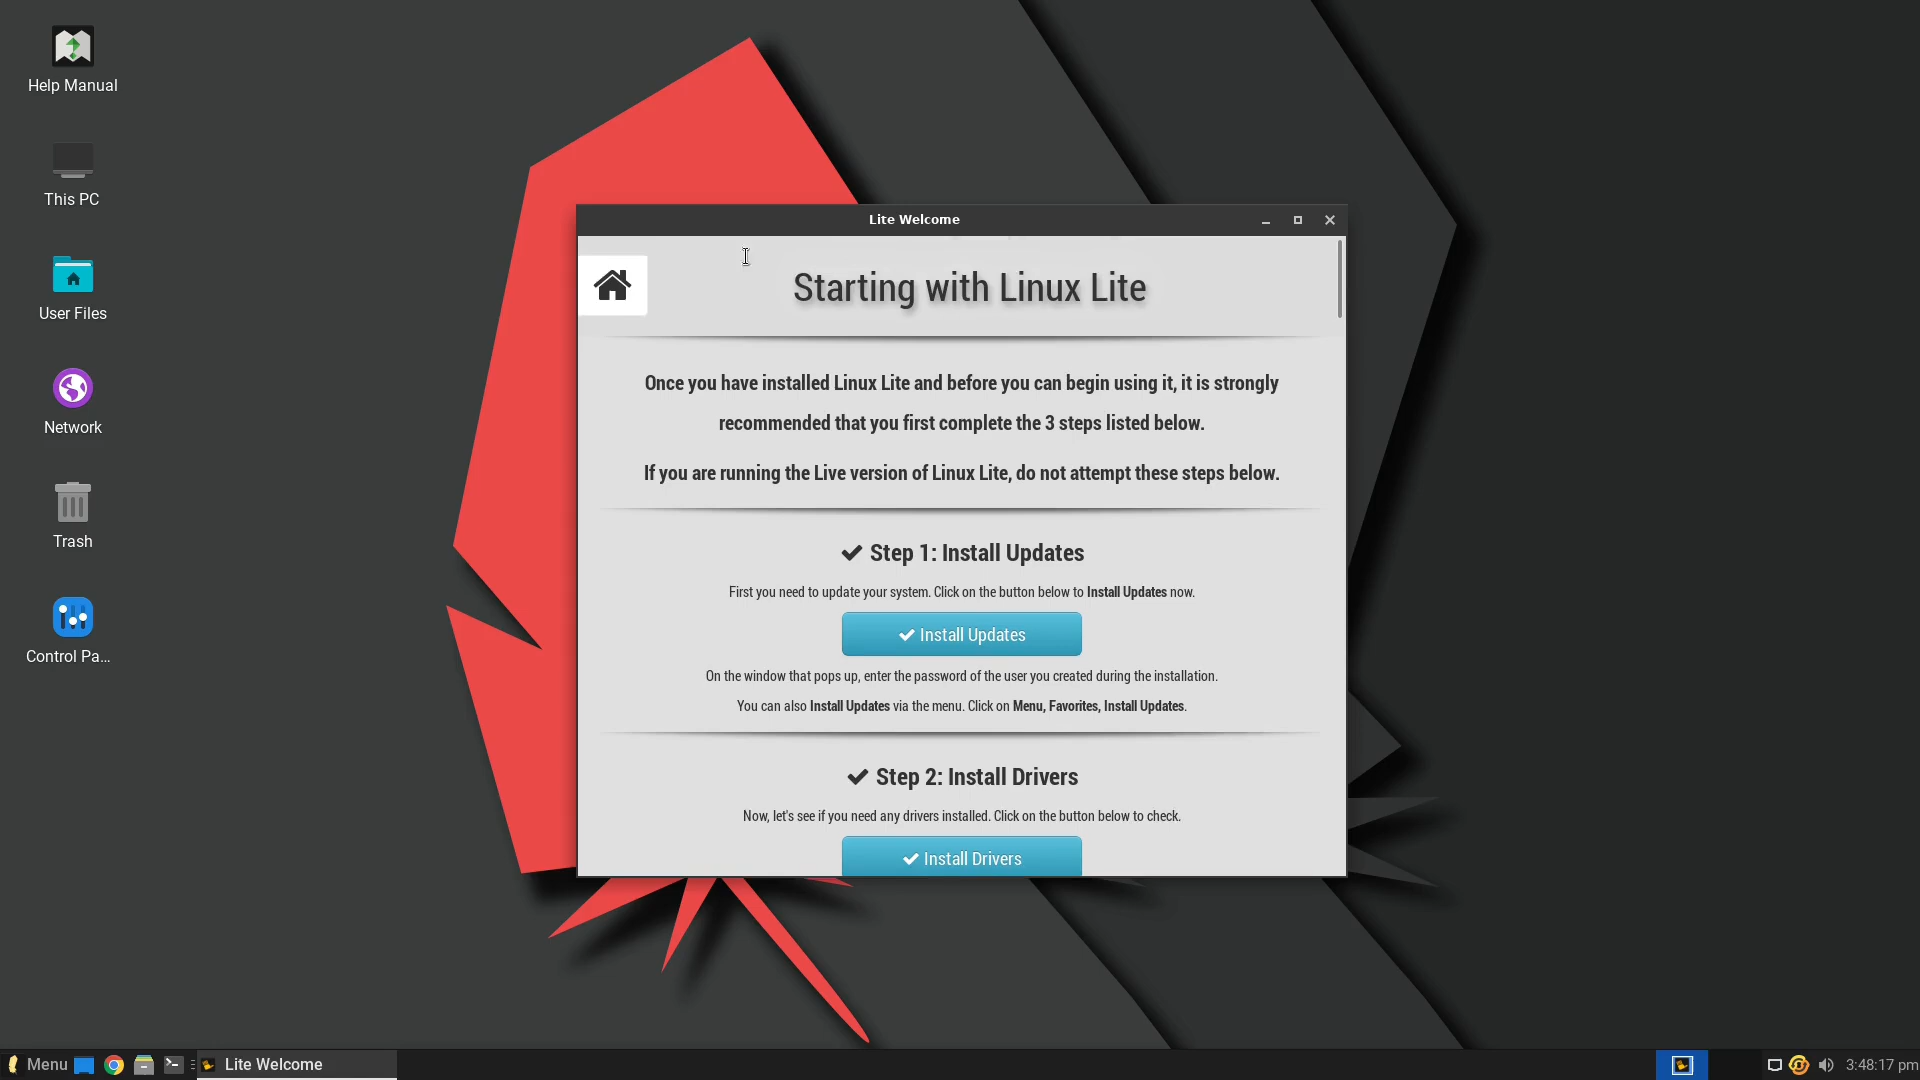 Help Manual
This PC
User Files
Network
Trash
Control Pa...
Lite Welcome
Starting with Linux Lite
Once you have installed Linux Lite and before you can begin using it, it is strongly
recommended that you first complete the 3 steps listed below.
If you are running the Live version of Linux Lite, do not attempt these steps below.
Step 1: Install Updates
First you need to update your system. Click on the button below to Install Updates now.
Install Updates
On the window that pops up, enter the password of the user you created during the installation.
You can also Install Updates via the menu. Click on Menu, Favorites, Install Updates.
Step 2: Install Drivers
Now, let's see if you need any drivers installed. Click on the button below to check.
Install Drivers
Menu
Lite Welcome
3:48:17 pm